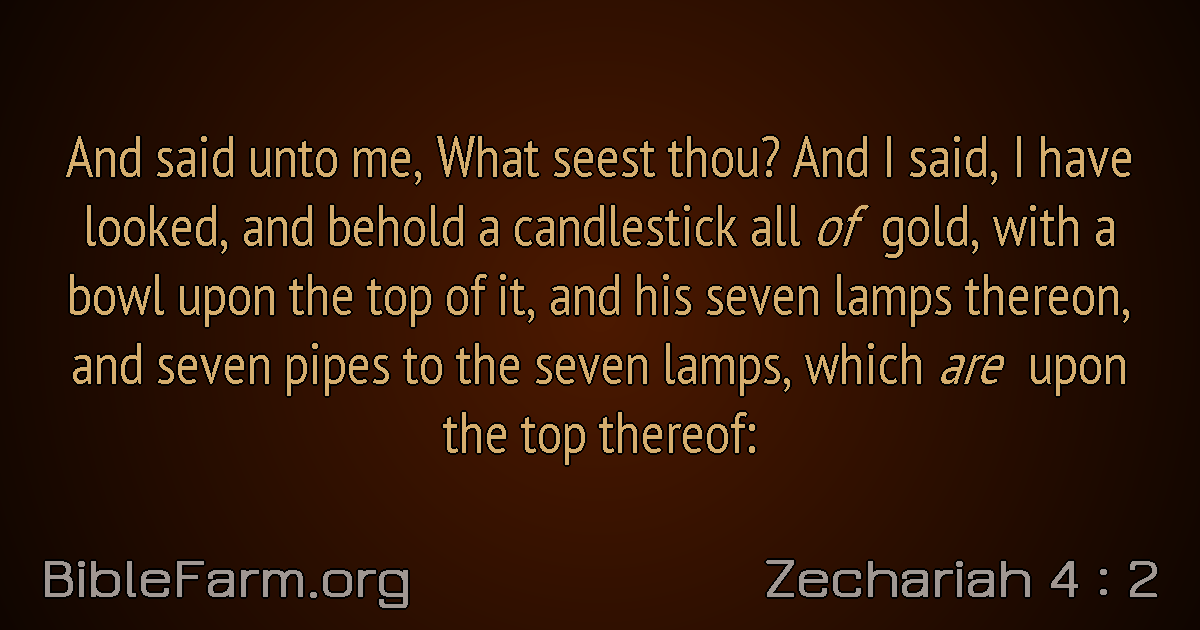 And said unto me, What seest thou? And I said, I have
looked, and behold a candlestick all of gold, with a
bowl upon the top of it, and his seven lamps thereon,
and seven pipes to the seven lamps, which are upon
the top thereof:
BibleFarm.org
Zechariah 4 : 2